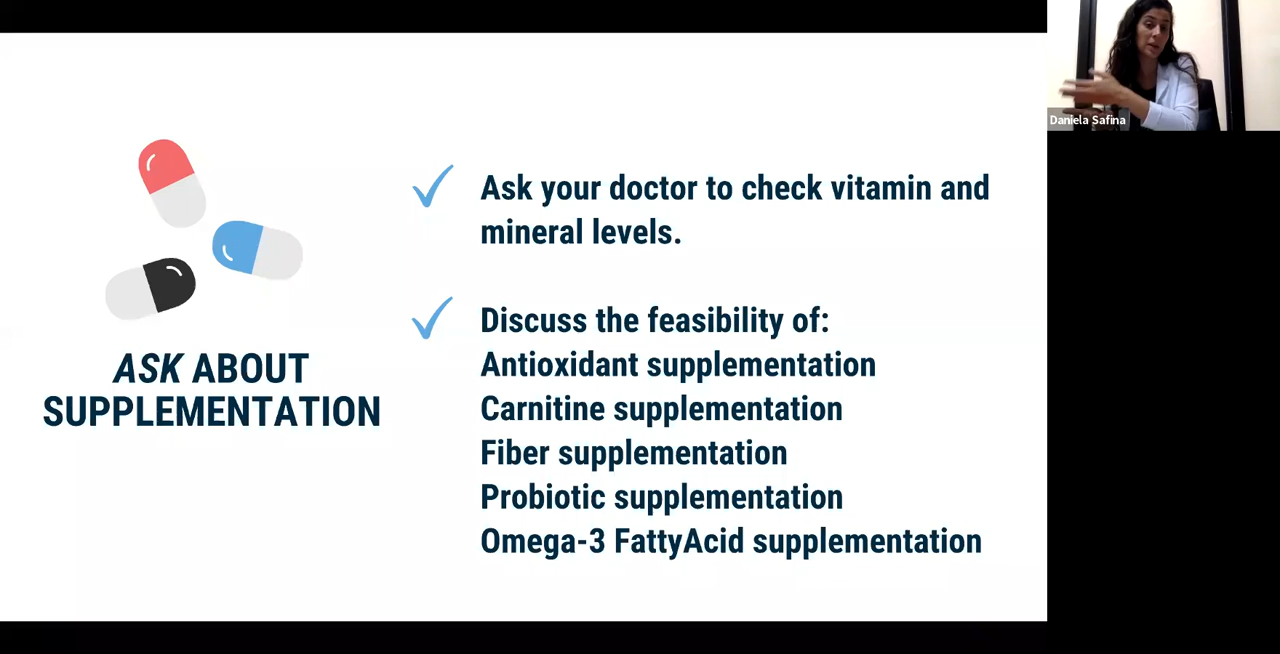 ASK ABOUT
SUPPLEMENTATION
Ask your doctor to check vitamin and
mineral levels.
Discuss the feasibility of:
Antioxidant supplementation
Carnitine supplementation
Fiber supplementation
Probiotic supplementation
Omega-3 FattyAcid supplementation
Daniela Safina